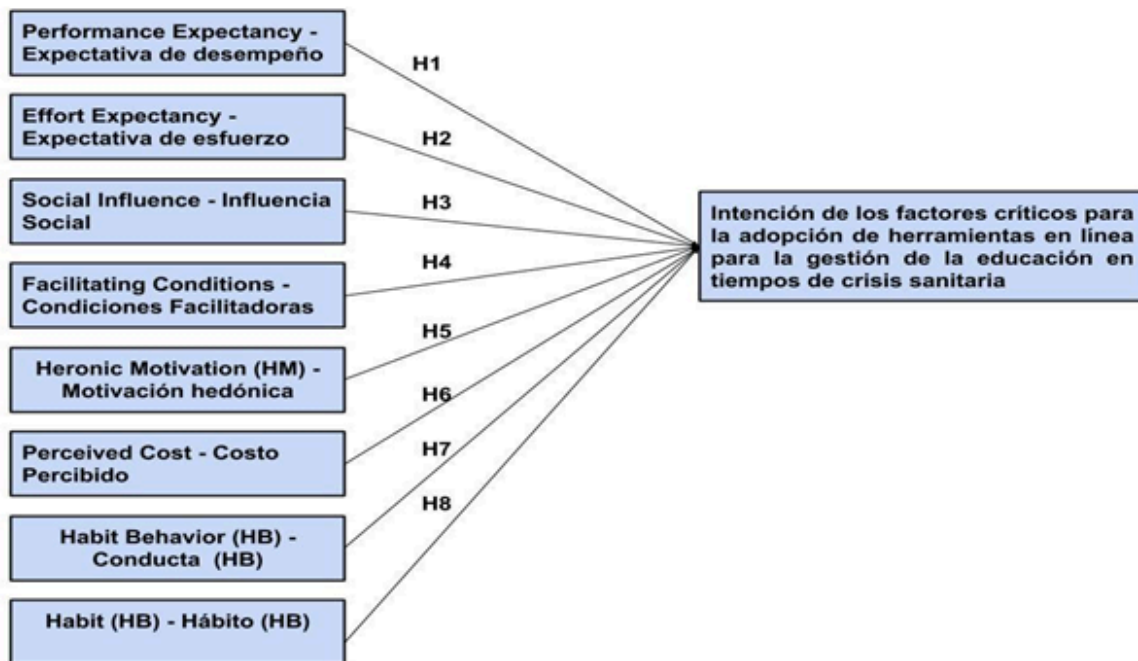 Performance Expectancy -
Expectativa de desempeño
H1
Effort Expectancy -
Expectativa de esfuerzo
H2
Social Influence - Influencia
Social
H3
Facilitating Conditions -
Condiciones Facilitadoras
H4
Heronic Motivation (HM) -
Motivación hedónica
H5
Perceived Cost - Costo
Percibido
H6
Habit Behavior (HB) -
Conducta (HB)
H7
Habit (HB) - Hábito (HB)
H8
Intención de los factores críticos para
la adopción de herramientas en línea
para la gestión de la educación en
tiempos de crisis sanitaria